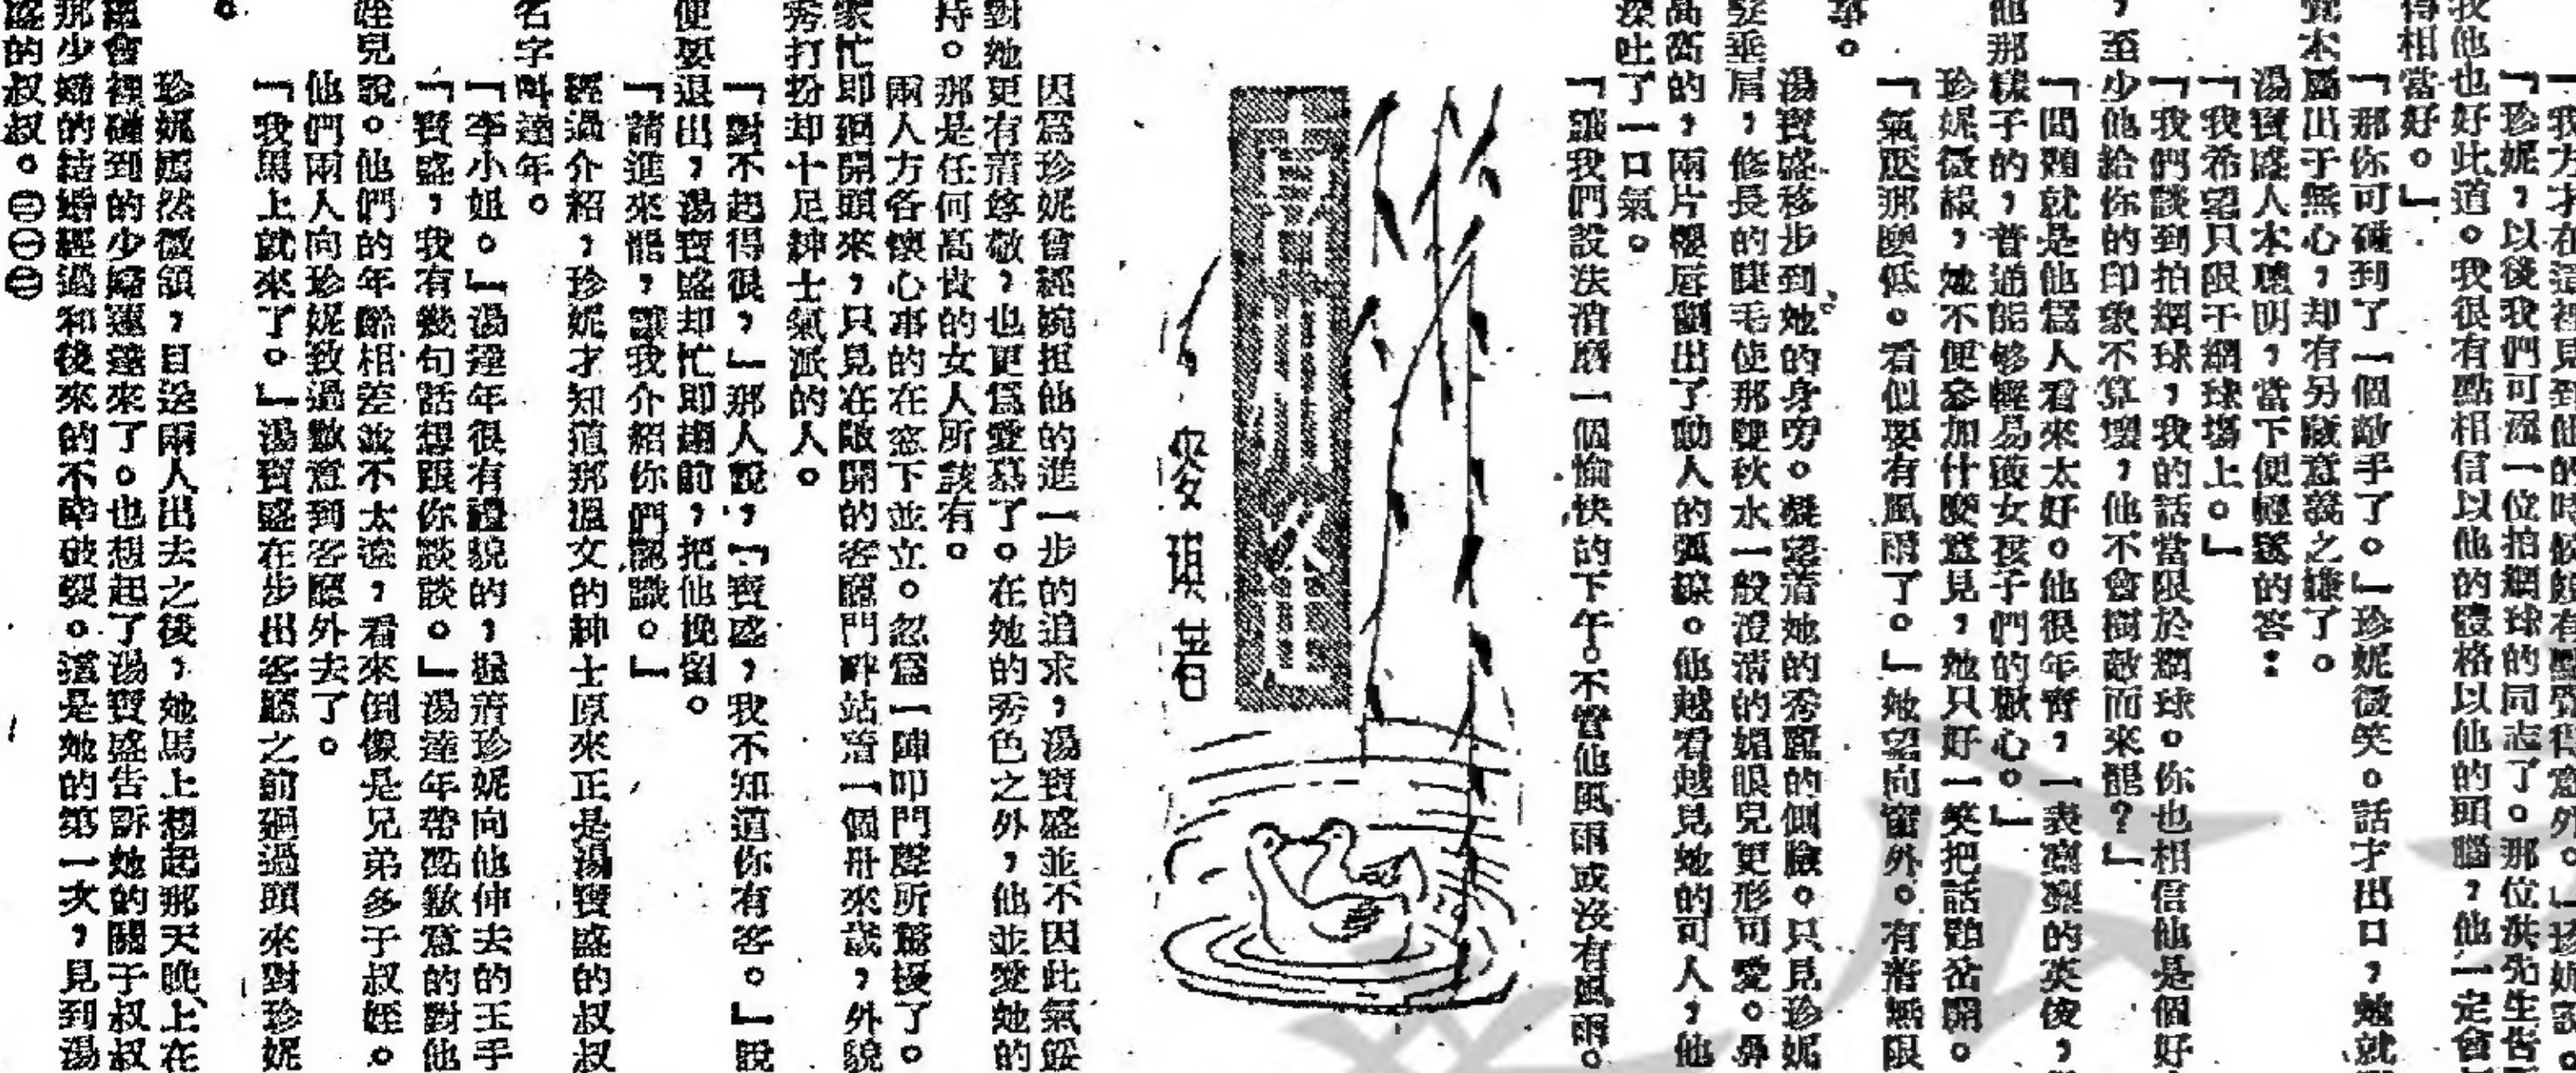 「我方才在這裡見到他的時候頗有點覺得意外。」珍妮說。
「珍妮，以後我們可添一位拍網球的同志了。那位洪先生告
我他也好此道。我很有點相信以他的體格以他的頭腦，他一定會
得相當好。」
「那你可碰到了一個敵手了。」珍妮微笑。話才出口，她就
覺本屬出于無心，却有另蘊意義之嫌了。
湯寶盛人本聰明，當下便輕鬆的答：
「我希望只限于網球塲上。」
「我們談到拍網球，我的話當限於網球。你也相信他是個好
，至少他給你的印象不算壞，他不會樹敵而來罷？」
「問題就是他爲人看來太好。他很年靑，一表齊整的英俊，
他那樣子的，普通能够輕易獲女孩子們的歡心。」
珍妮微赧，她不便參加什麽意見，她只好一笑把話題岔開。
「氣壓那麽低。看似要有風雨了。」她望向窗外。有著無限
事。
湯寶盛移步到她的身旁。凝望着她的秀麗的側臉。只見珍妮
髮垂肩，修長的睫毛使那雙秋水一般澄淸的媚眼兒更形可愛。鼻
高高的，兩片櫻唇劃出了動人的弧線。他越看越見她的可人，他
深吐了一口氣。
「讓我們設法消磨一個愉快的下午。不管他風雨或沒有風雨。
麥琪著
因爲珍妮曾經婉拒他的進一步的追求，湯寶盛並不因此氣餒
對她更有着尊敬，也更爲愛慕了。在她的秀色之外，他並愛她的
持。那是任何高貴的女人所該有。
兩人方各懷心事的在窓下並立。忽爲一陣叩門聲所驚擾了。
家忙即廻開頭來，只見在敞開的客廳門畔站着一個卅來歲，外貌
秀打扮却十足紳士氣派的人。
「對不起得很，」那人說，「寶盛，我不知道你有客。」說
便要退出，湯寶盛却忙即趨前，把他挽留。
「請進來罷，讓我介紹你們認識。」
經過介紹，珍妮才知道那溫文的紳士原來正是湯寶盛的叔叔
名字叫達年。
「李小姐。」湯達年很有禮貌的，握着珍妮向他伸去的玉手
「寶盛，我有幾句話想跟你談談。」湯達年帶點歉意的對他
姪兒說。他們的年齡相差並不太遠，看來倒像是兄弟多于叔姪。
他們兩人向珍妮致過歉意到客廳外去了。
「我馬上就來了。」湯寶盛在步出客廳之前廻過頭來對珍妮
。
珍妮嫣然微頷，目送兩人出去之後，她馬上想起那天晚上在
會裡碰到的少婦蓮達來了。也想起了湯寶盛告訴她的關于叔叔
那少婦的結婚經過和後來的不幸破裂。這是她的第一次，見到湯
盛的叔叔。㊂㊀㊁